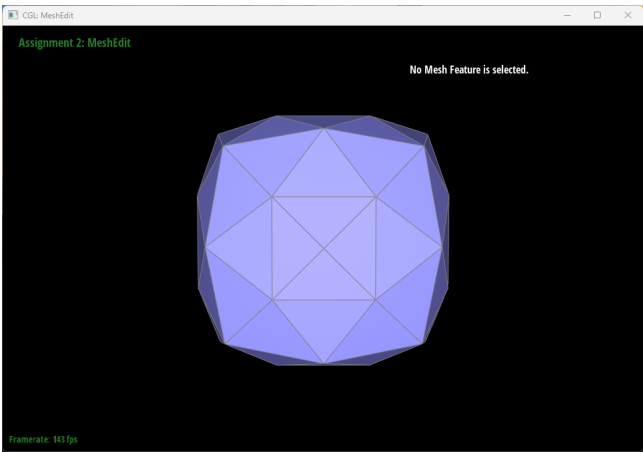 CGL: MeshEdit
Assignment 2: MeshEdit
No Mesh Feature is selected.
Framerate: 143 fps